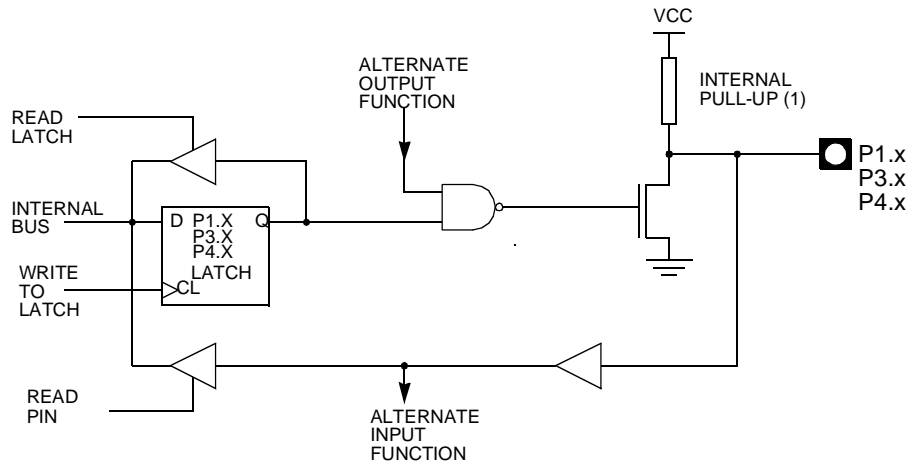 VCC
ALTERNATE
OUTPUT
FUNCTION
INTERNAL
PULL-UP (1)
READ
LATCH
P1.x
P3.x
P4.x
INTERNAL
BUS
D P1.X Q
P3.X
P4.X
LATCH
CL
WRITE
TO
LATCH
READ
PIN
ALTERNATE
INPUT
FUNCTION